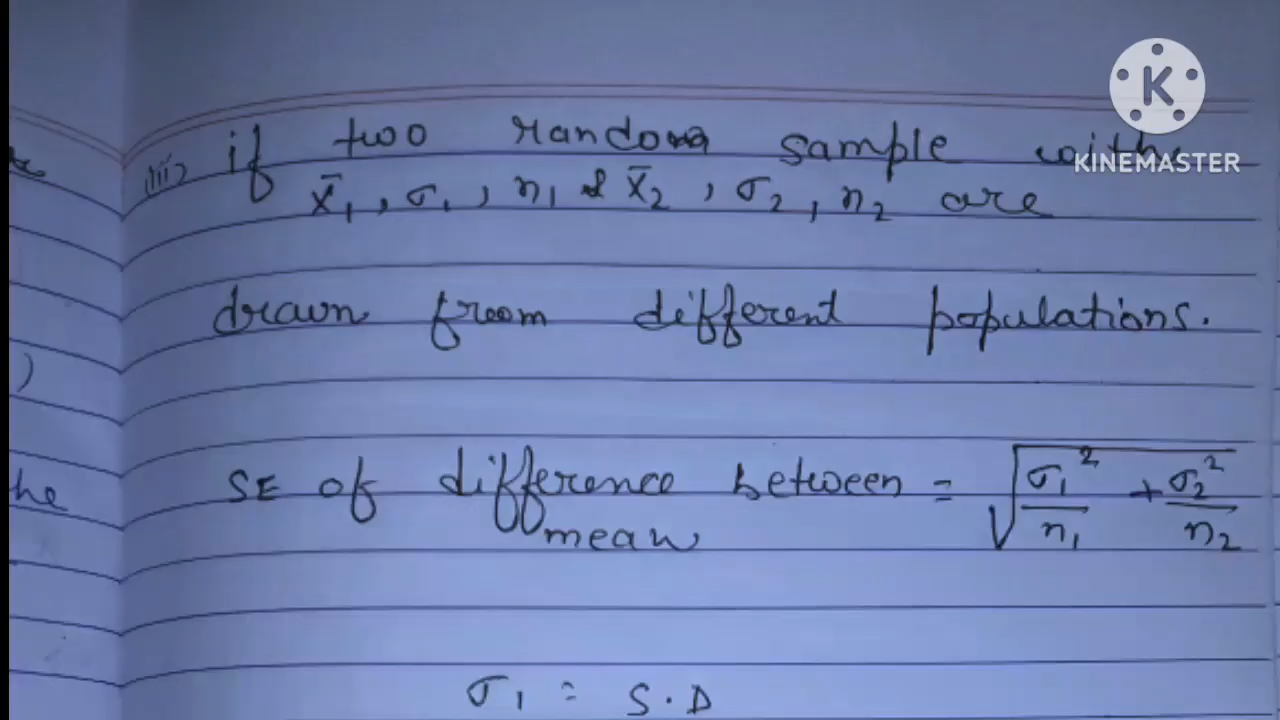 K
KINEMASTER
(iii) if two random sample with
x̄₁, σ₁, n₁ & x̄₂, σ₂, n₂ are
drawn from different populations.
he
SE of difference between mean = √(σ₁²/n₁ + σ₂²/n₂)
σ₁ = S.D